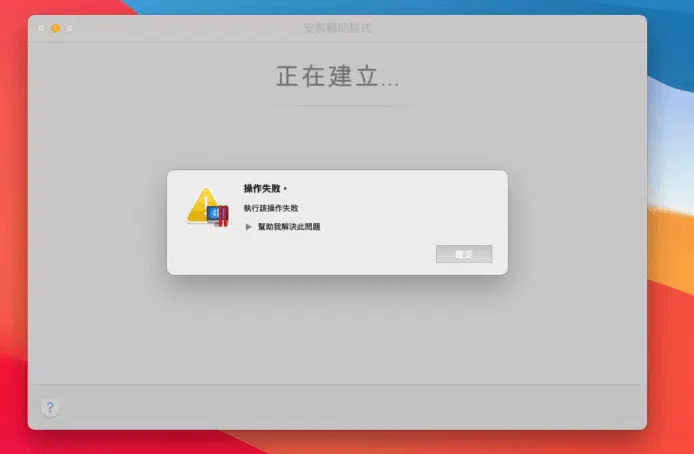 安裝輔助程式
正在建立...
操作失敗。
執行該操作失敗
幫助我解決此問題
確定
?